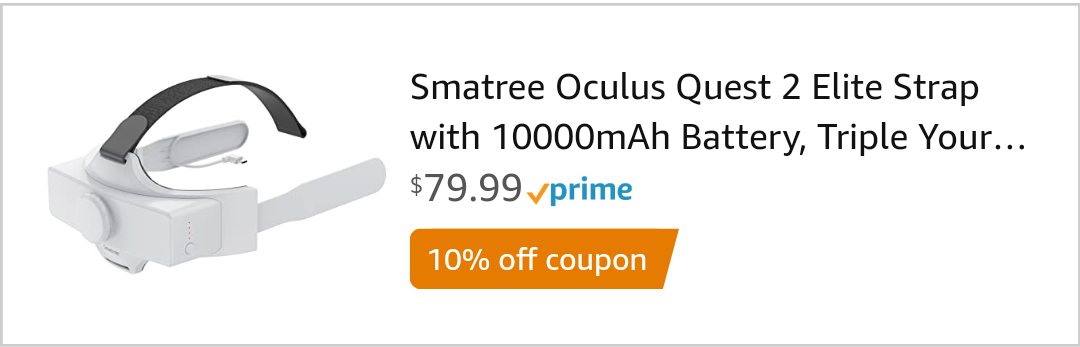 Smatree Oculus Quest 2 Elite Strap
with 10000mAh Battery, Triple Your...
$79.99 prime
10% off coupon